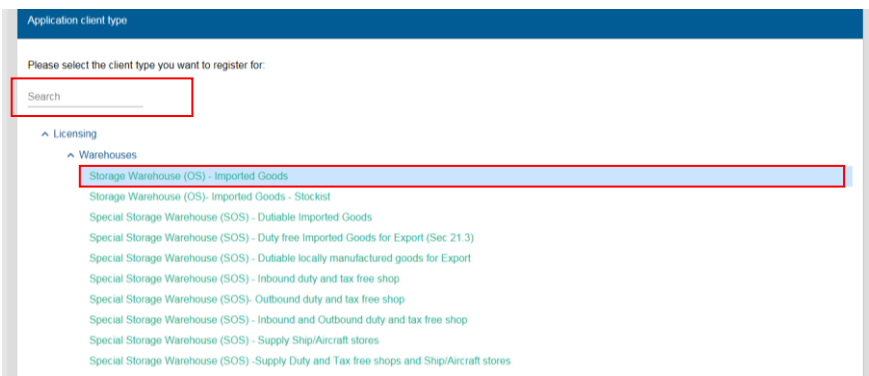 Application client type
Please select the client type you want to register for:
Search
Licensing
Warehouses
Storage Warehouse (OS) - Imported Goods
Storage Warehouse (OS)- Imported Goods - Stockist
Special Storage Warehouse (SOS) - Dutiable Imported Goods
Special Storage Warehouse (SOS) - Duty free Imported Goods for Export (Sec 21.3)
Special Storage Warehouse (SOS) - Dutiable locally manufactured goods for Export
Special Storage Warehouse (SOS) - Inbound duty and tax free shop
Special Storage Warehouse (SOS)- Outbound duty and tax free shop
Special Storage Warehouse (SOS) - Inbound and Outbound duty and tax free shop
Special Storage Warehouse (SOS) - Supply Ship/Aircraft stores
Special Storage Warehouse (SOS) -Supply Duty and Tax free shops and Ship/Aircraft stores